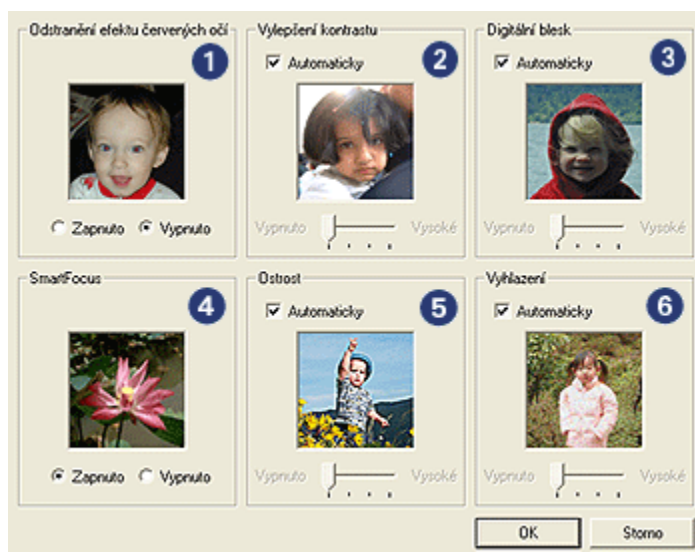 Odstranění efektu červených očí
1
Zapnuto Vypnuto
Vylepšení kontrastu
Automaticky
2
Vypnuto Vysoké
Digitální blesk
Automaticky
3
Vypnuto Vysoké
SmartFocus
4
Zapnuto Vypnuto
Ostrost
Automaticky
5
Vypnuto Vysoké
Vyhlazení
Automaticky
6
Vypnuto Vysoké
OK Storno